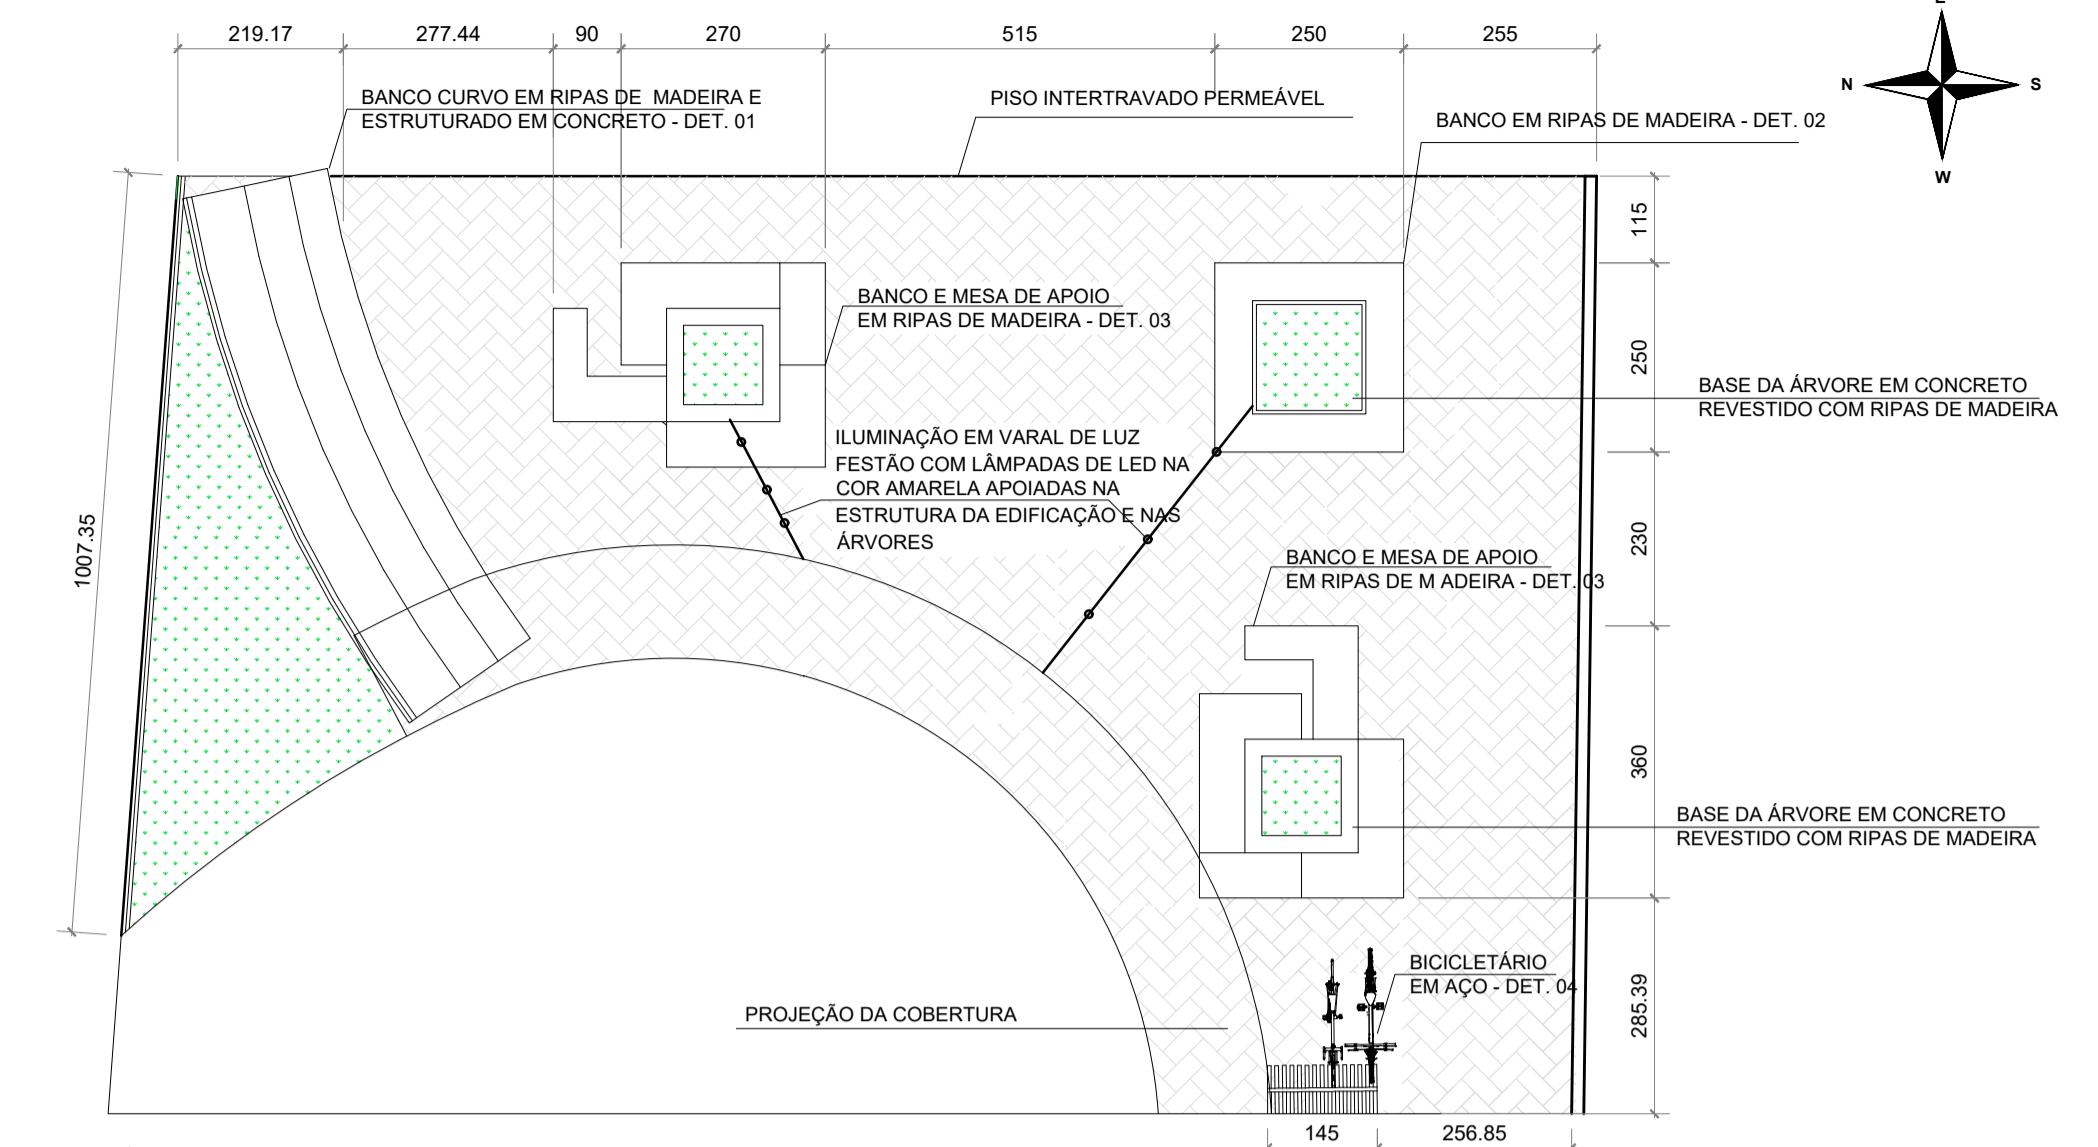 219.17 277.44 90 270 515 250 255
N S
W
BANCO CURVO EM RIPAS DE MADEIRA E
ESTRUTURADO EM CONCRETO - DET. 01
PISO INTERTRAVADO PERMEÁVEL
BANCO EM RIPAS DE MADEIRA - DET. 02
115
BANCO E MESA DE APOIO
EM RIPAS DE MADEIRA - DET. 03
250
BASE DA ÁRVORE EM CONCRETO
REVESTIDO COM RIPAS DE MADEIRA
ILUMINAÇÃO EM VARAL DE LUZ
FESTÃO COM LÂMPADAS DE LED NA
COR AMARELA APOIADAS NA
ESTRUTURA DA EDIFICAÇÃO E NAS
ÁRVORES
1007.35
230
BANCO E MESA DE APOIO
EM RIPAS DE M ADEIRA - DET. 03
360
BASE DA ÁRVORE EM CONCRETO
REVESTIDO COM RIPAS DE MADEIRA
BICICLETÁRIO
EM AÇO - DET. 04
285.39
PROJEÇÃO DA COBERTURA
145 256.85